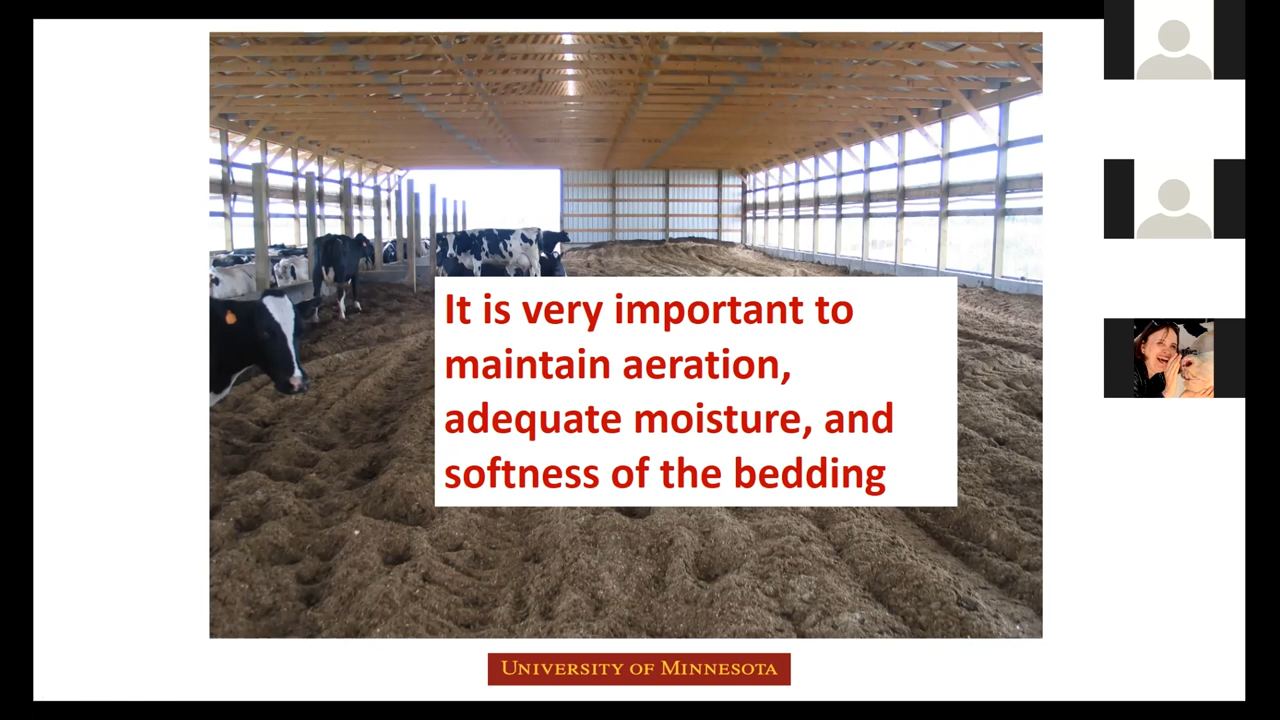 It is very important to
maintain aeration,
adequate moisture, and
softness of the bedding
UNIVERSITY OF MINNESOTA